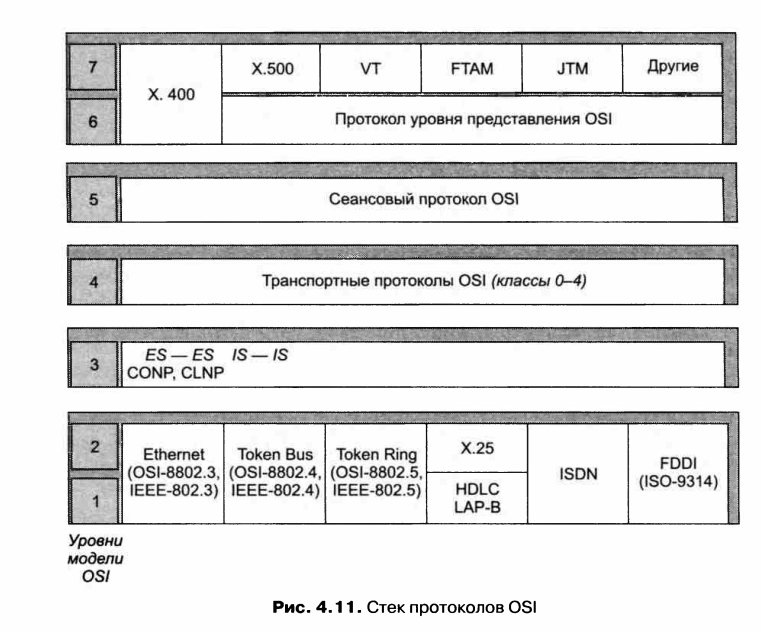 7
X. 400
X.500
VT
FTAM
JTM
Другие
6
Протокол уровня представления OSI
5
Сеансовый протокол OSI
4
Транспортные протоколы OSI (классы 0–4)
3
ES — ES IS — IS
CONP, CLNP
2
1
Ethernet
(OSI-8802.3,
IEEE-802.3)
Token Bus
(OSI-8802.4,
IEEE-802.4)
Token Ring
(OSI-8802.5,
IEEE-802.5)
X.25
HDLC
LAP-B
ISDN
FDDI
(ISO-9314)
Уровни
модели
OSI
Рис. 4.11. Стек протоколов OSI